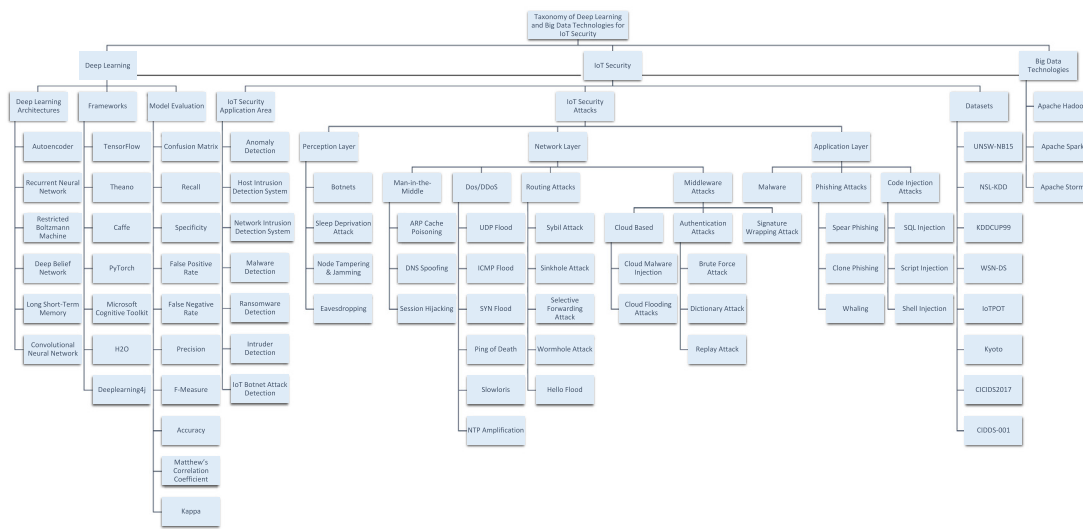 Taxonomy of Deep Learning
and Big Data Technologies for
IoT Security
Deep Learning
IoT Security
Big Data
Technologies
Deep Learning
Architectures
Frameworks
Model Evaluation
IoT Security
Application Area
IoT Security
Attacks
Datasets
Autoencoder
Recurrent Neural
Network
Restricted
Boltzmann
Machine
Deep Belief
Network
Long Short-Term
Memory
Convolutional
Neural Network
TensorFlow
Theano
Caffe
PyTorch
Microsoft
Cognitive Toolkit
H2O
Deeplearning4j
Confusion Matrix
Recall
Specificity
False Positive
Rate
False Negative
Rate
Precision
F-Measure
Accuracy
Matthew's
Correlation
Coefficient
Kappa
Anomaly
Detection
Host Intrusion
Detection System
Network Intrusion
Detection System
Malware
Detection
Ransomware
Detection
Intruder
Detection
IoT Botnet Attack
Detection
Perception Layer
Botnets
Sleep Deprivation
Attack
Node Tampering
& Jamming
Eavesdropping
Network Layer
Man-in-the-
Middle
ARP Cache
Poisoning
DNS Spoofing
Session Hijacking
Dos/DDoS
UDP Flood
ICMP Flood
SYN Flood
Ping of Death
Slowloris
NTP Amplification
Routing Attacks
Sybil Attack
Sinkhole Attack
Selective
Forwarding
Attack
Wormhole Attack
Hello Flood
Middleware
Attacks
Cloud Based
Cloud Malware
Injection
Cloud Flooding
Attacks
Authentication
Attacks
Brute Force
Attack
Dictionary Attack
Replay Attack
Signature
Wrapping Attack
Application Layer
Malware
Phishing Attacks
Spear Phishing
Clone Phishing
Whaling
Code Injection
Attacks
SQL Injection
Script Injection
Shell Injection
UNSW-NB15
NSL-KDD
KDDCUP99
WSN-DS
IoTPOT
Kyoto
CICIDS2017
CIDDS-001
Apache Hadoo
Apache Spark
Apache Storm